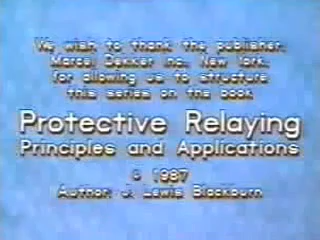 We wish to thank the publisher,
Marcel Dekker Inc., New York,
for allowing us to structure
this series on the book
Protective Relaying
Principles and Applications
© 1987
Author: J. Lewis Blackburn